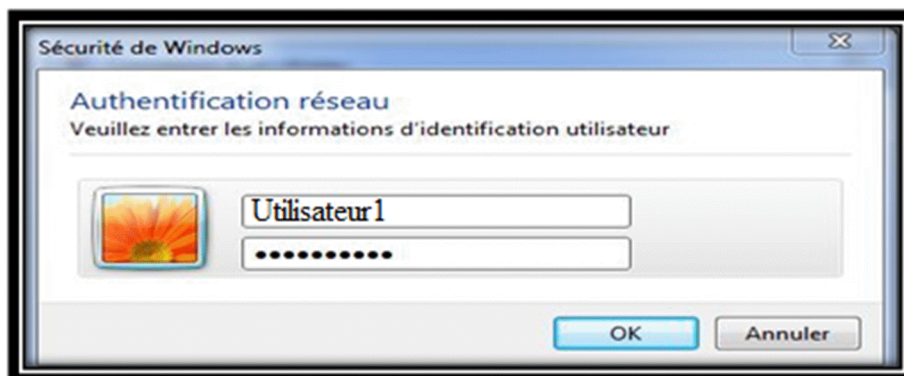 Sécurité de Windows
Authentification réseau
Veuillez entrer les informations d'identification utilisateur
Utilisateur1
••••••••••
OK Annuler